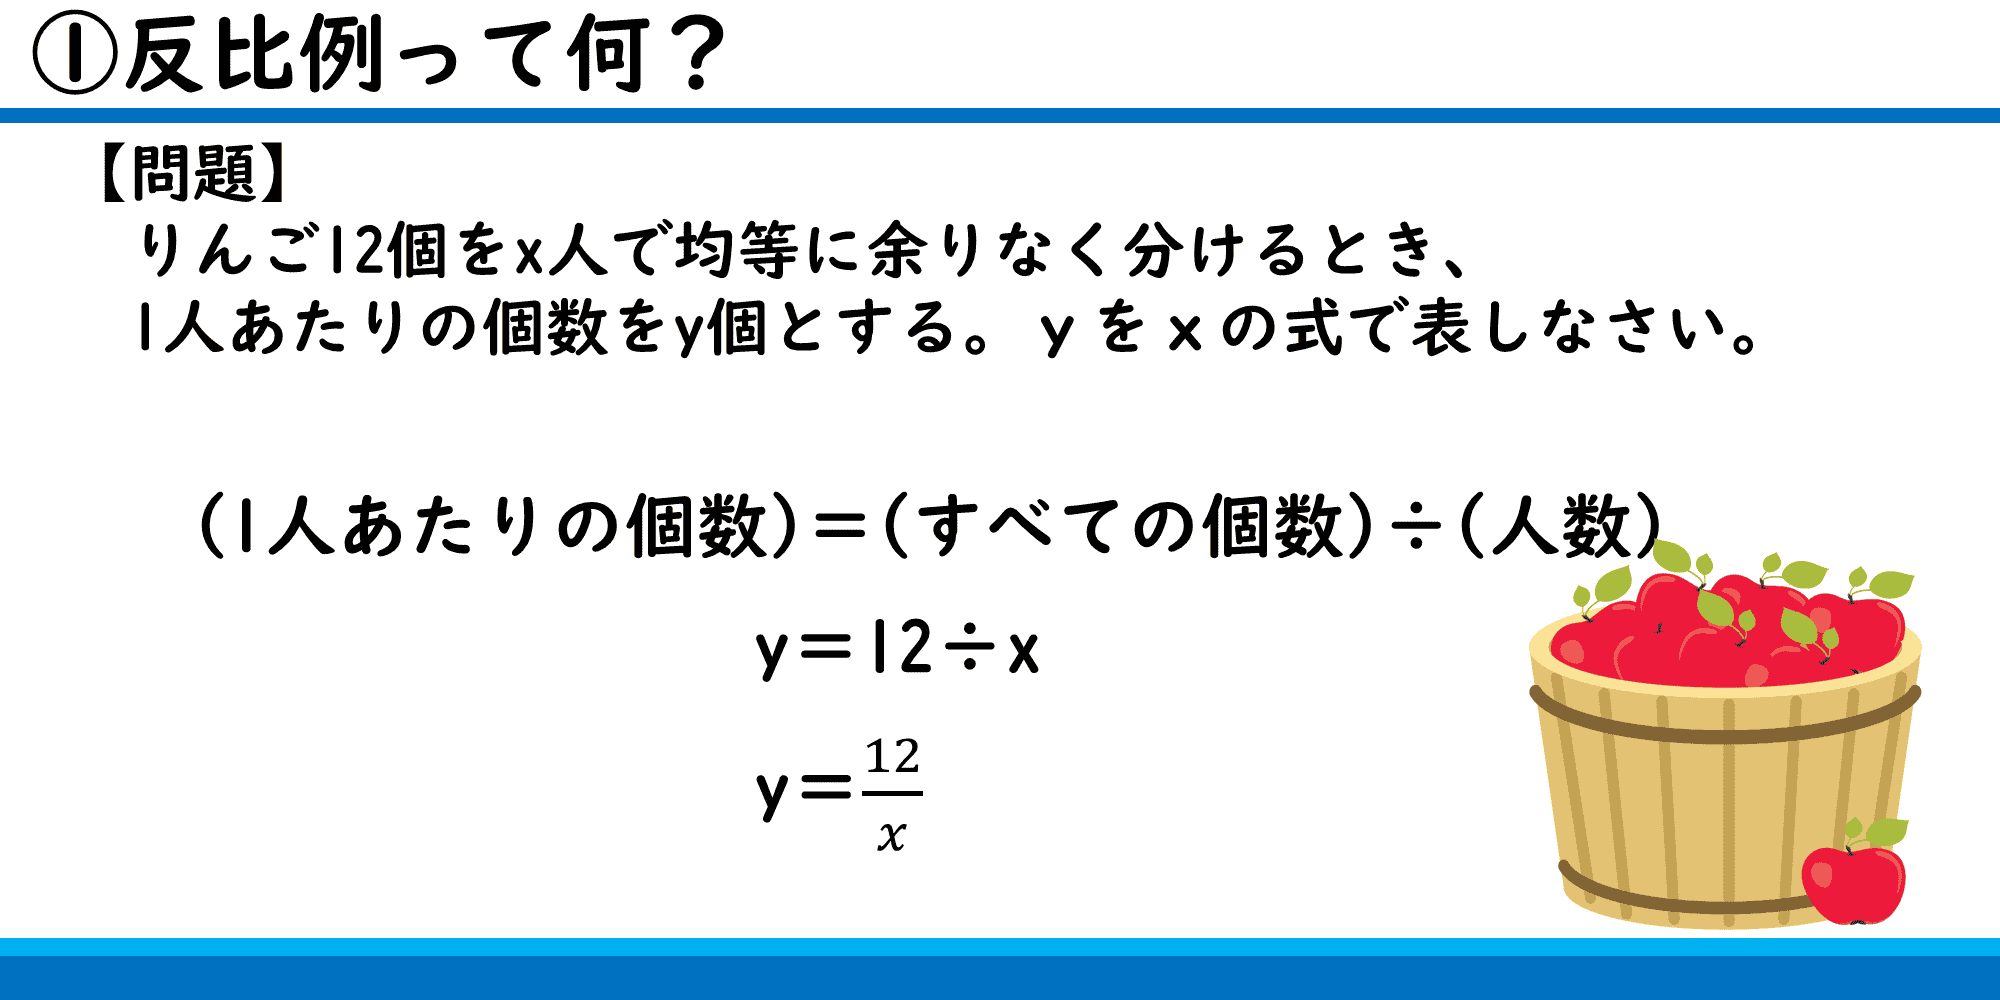 ①反比例って何？
【問題】
りんご12個をx人で均等に余りなく分けるとき、
1人あたりの個数をy個とする。ｙをｘの式で表しなさい。
(1人あたりの個数)＝(すべての個数)÷(人数)
y＝12÷x
y＝12/x